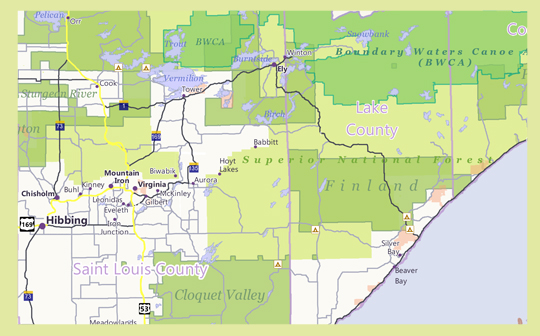 Pelican
Orr
Trout
BWCA
Snowbank
Co
Winton
Burntside
Boundary Waters Canoe A
(BWCA)
Ely
Vermilion
Cook
Sturgeon River
Tower
1
Lake
County
Birch
ngton
73
169
Babbitt
Superior National Forest
Hoyt
Lakes
Mountain
Iron
Biwabik
135
Kinney
Buhl
Virginia
Aurora
Finland
Chisholm
McKinley
Leonidas
Gilbert
Eveleth
169
Hibbing
Iron
Junction
Silver
Bay
Saint Louis County
Beaver
Bay
73
Cloquet Valley
53
Meadowlands